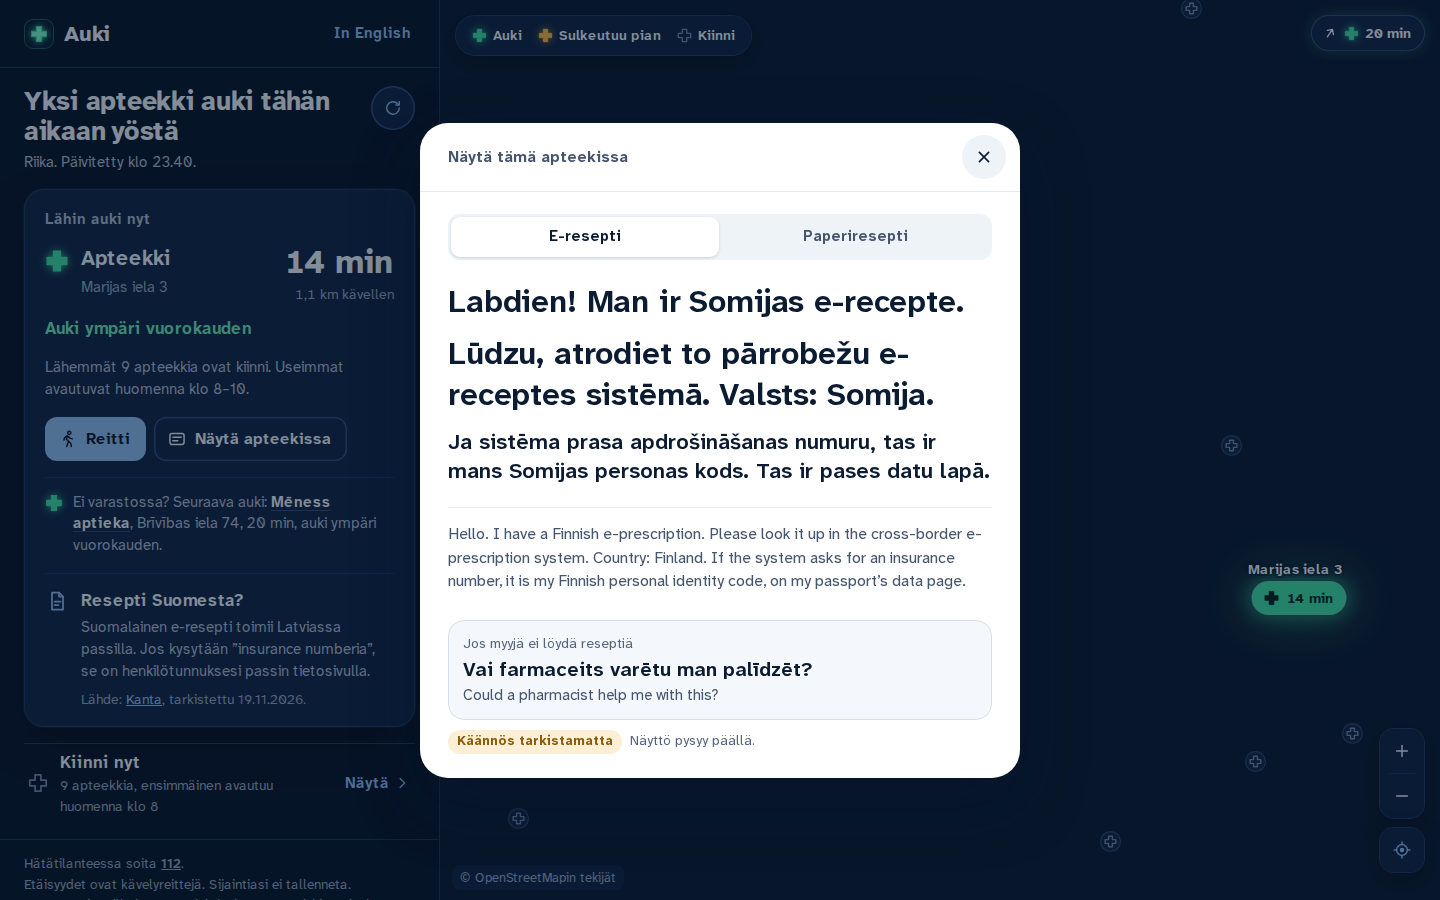 Auki
In English
Yksi apteekki auki tähän
aikaan yöstä
Riika. Päivitetty klo 23.40.
Lähin auki nyt
Apteekki
14 min
Marijas iela 3
1,1 km kävellen
Auki ympäri vuorokauden
Lähemmät 9 apteekkia ovat kiinni. Useimmat
avautuvat huomenna klo 8–10.
Reitti
Näytä apteekissa
Ei varastossa? Seuraava auki: Mēness
aptieka, Brīvības iela 74, 20 min, auki ympäri
vuorokauden.
Resepti Suomesta?
Suomalainen e-resepti toimii Latviassa
passilla. Jos kysytään ”insurance numberia”,
se on henkilötunnuksesi passin tietosivulla.
Lähde: Kanta, tarkistettu 19.11.2026.
Kiinni nyt
9 apteekkia, ensimmäinen avautuu
huomenna klo 8
Näytä
Hätätilanteessa soita 112.
Etäisyydet ovat kävelyreittejä. Sijaintiasi ei tallenneta.
Auki
Sulkeutuu pian
Kiinni
20 min
Näytä tämä apteekissa
E-resepti
Paperiresepti
Labdien! Man ir Somijas e-recepte.
Lūdzu, atrodiet to pārrobežu e-
receptes sistēmā. Valsts: Somija.
Ja sistēma prasa apdrošināšanas numuru, tas ir
mans Somijas personas kods. Tas ir pases datu lapā.
Hello. I have a Finnish e-prescription. Please look it up in the cross-border e-
prescription system. Country: Finland. If the system asks for an insurance
number, it is my Finnish personal identity code, on my passport’s data page.
Jos myyjä ei löydä reseptiä
Vai farmaceits varētu man palīdzēt?
Could a pharmacist help me with this?
Käännös tarkistamatta
Näyttö pysyy päällä.
Marijas iela 3
14 min
© OpenStreetMapin tekijät